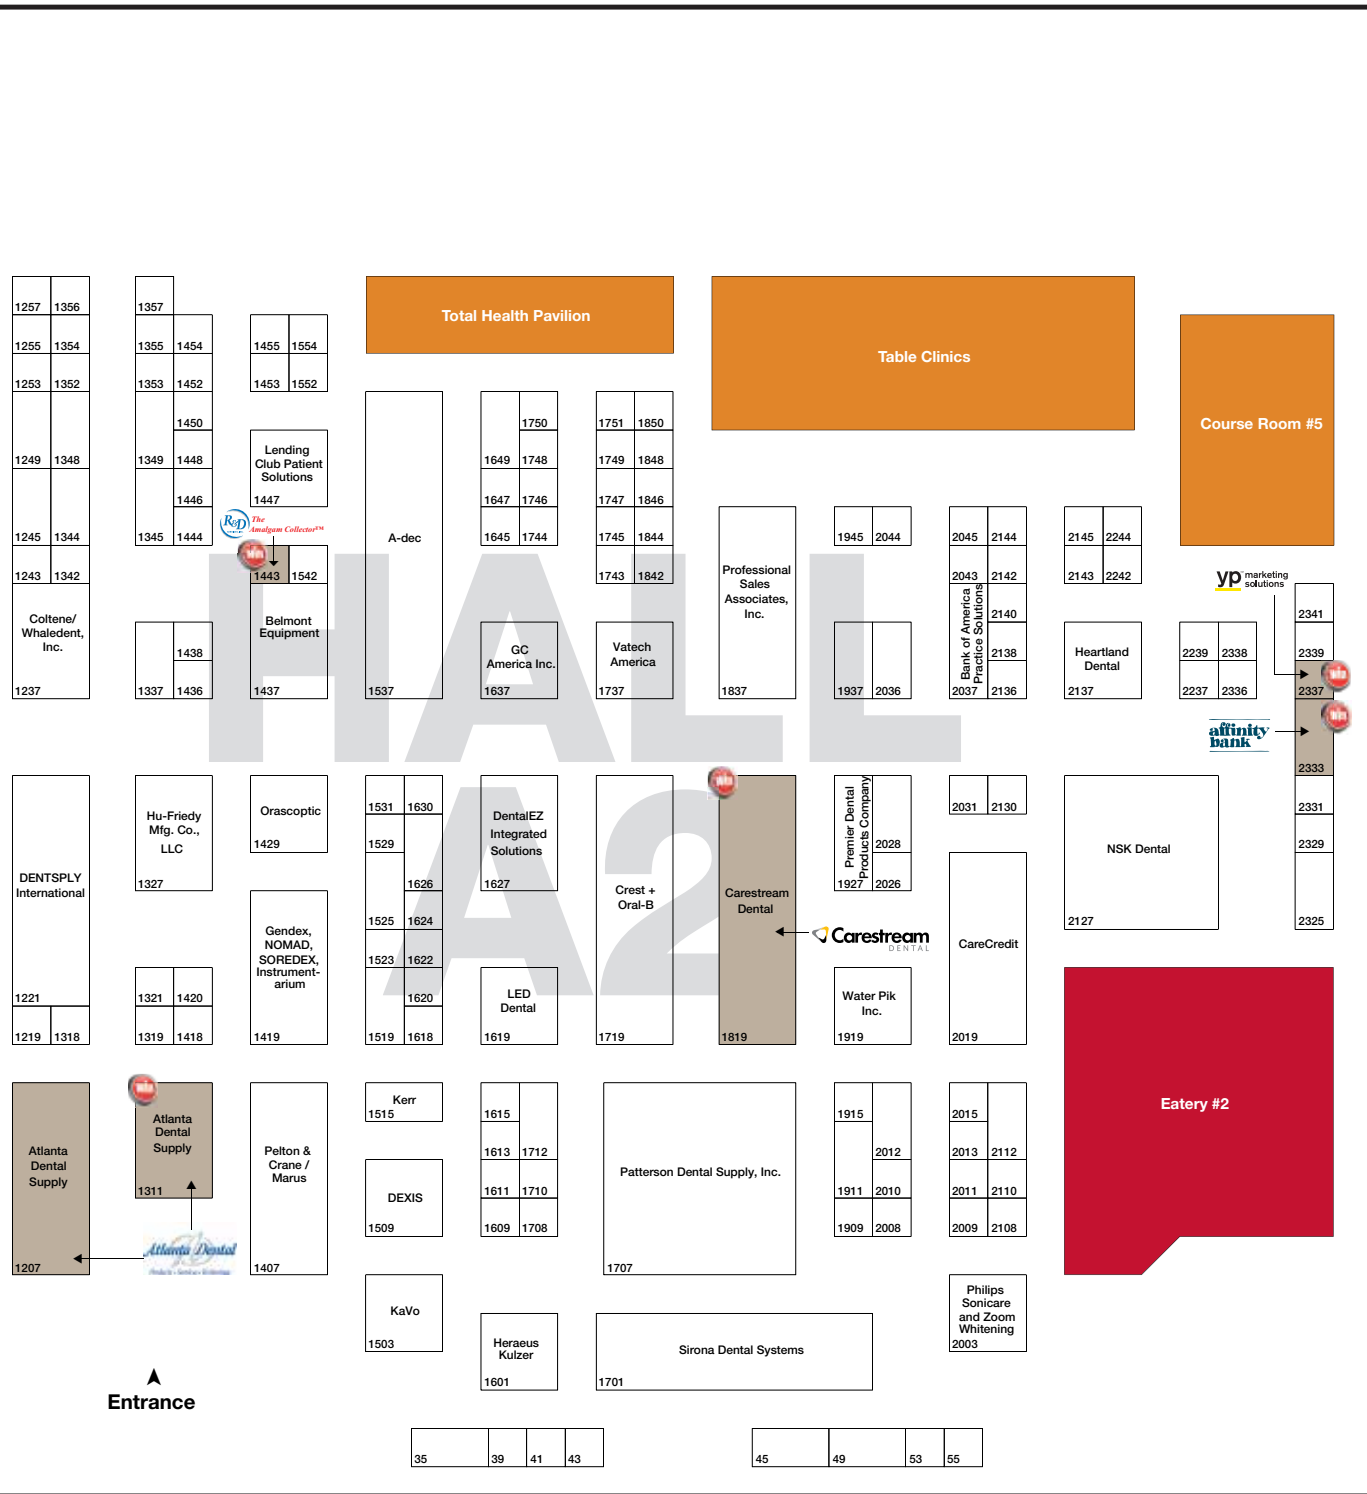 1257 1356
1357
Total Health Pavilion
Table Clinics
1255 1354
1355 1454
1455 1554
1253 1352
1353 1452
1453 1552
1450
1750
1751 1850
Course Room #5
1249 1348
1349 1448
Lending
Club Patient
Solutions
1447
1649 1748
1749 1848
1446
1647 1746
1747 1846
R&D
The
Amalgam Collector™
1245 1344
1345 1444
A-dec
1645 1744
1745 1844
1945 2044
2045 2144
2145 2244
HALL
A2
1243 1342
win
1443 1542
1743 1842
Professional
Sales
Associates,
Inc.
1837
2043 2142
2143 2242
yp marketing
solutions
Coltene/
Whaledent,
Inc.
1237
1438
1337 1436
Belmont
Equipment
1437
1537
GC
America Inc.
1637
Vatech
America
1737
1937 2036
Bank of America
Practice Solutions
2037
2140
2138
2136
Heartland
Dental
2137
2239 2338
2237 2336
2341
2339
win
2337
win
affinity
bank
2333
DENTSPLY
International
1221
Hu-Friedy
Mfg. Co.,
LLC
1327
Orascoptic
1429
1531 1630
1529
1626
1525 1624
1523 1622
1620
1519 1618
DentalEZ
Integrated
Solutions
1627
Crest +
Oral-B
1719
win
Carestream
Dental
1819
Premier Dental
Products Company
1927
2028
2026
2031 2130
NSK Dental
2127
2331
2329
2325
Carestream
DENTAL
CareCredit
2019
Gendex,
NOMAD,
SOREDEX,
Instrument-
arium
1419
LED
Dental
1619
Water Pik
Inc.
1919
1321 1420
1219 1318
1319 1418
Eatery #2
Atlanta
Dental
Supply
1207
win
Atlanta
Dental
Supply
1311
Atlanta Dental
Pelton &
Crane /
Marus
1407
Kerr
1515
DEXIS
1509
1615
1613 1712
1611 1710
1609 1708
Patterson Dental Supply, Inc.
1707
1915
2012
1911 2010
1909 2008
2015
2013 2112
2011 2110
2009 2108
KaVo
1503
Heraeus
Kulzer
1601
Sirona Dental Systems
1701
Philips
Sonicare
and Zoom
Whitening
2003
Entrance
35 39 41 43
45 49 53 55